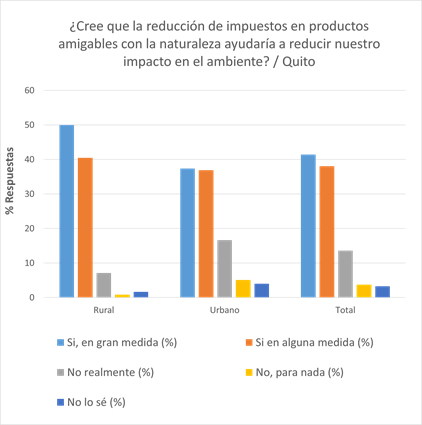 ¿Cree que la reducción de impuestos en productos
amigables con la naturaleza ayudaría a reducir nuestro
impacto en el ambiente? / Quito
% Respuestas
60
50
40
30
20
10
0
Rural
Urbano
Total
Si, en gran medida (%)
Si en alguna medida (%)
No realmente (%)
No, para nada (%)
No lo sé (%)